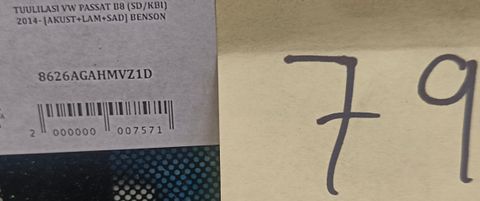 TUULILASI VW PASSAT B8 (SD/KBI)
2014- [AKUST+LAM+SAD] BENSON
8626AGAHMVZ1D
2 000000 007571
79